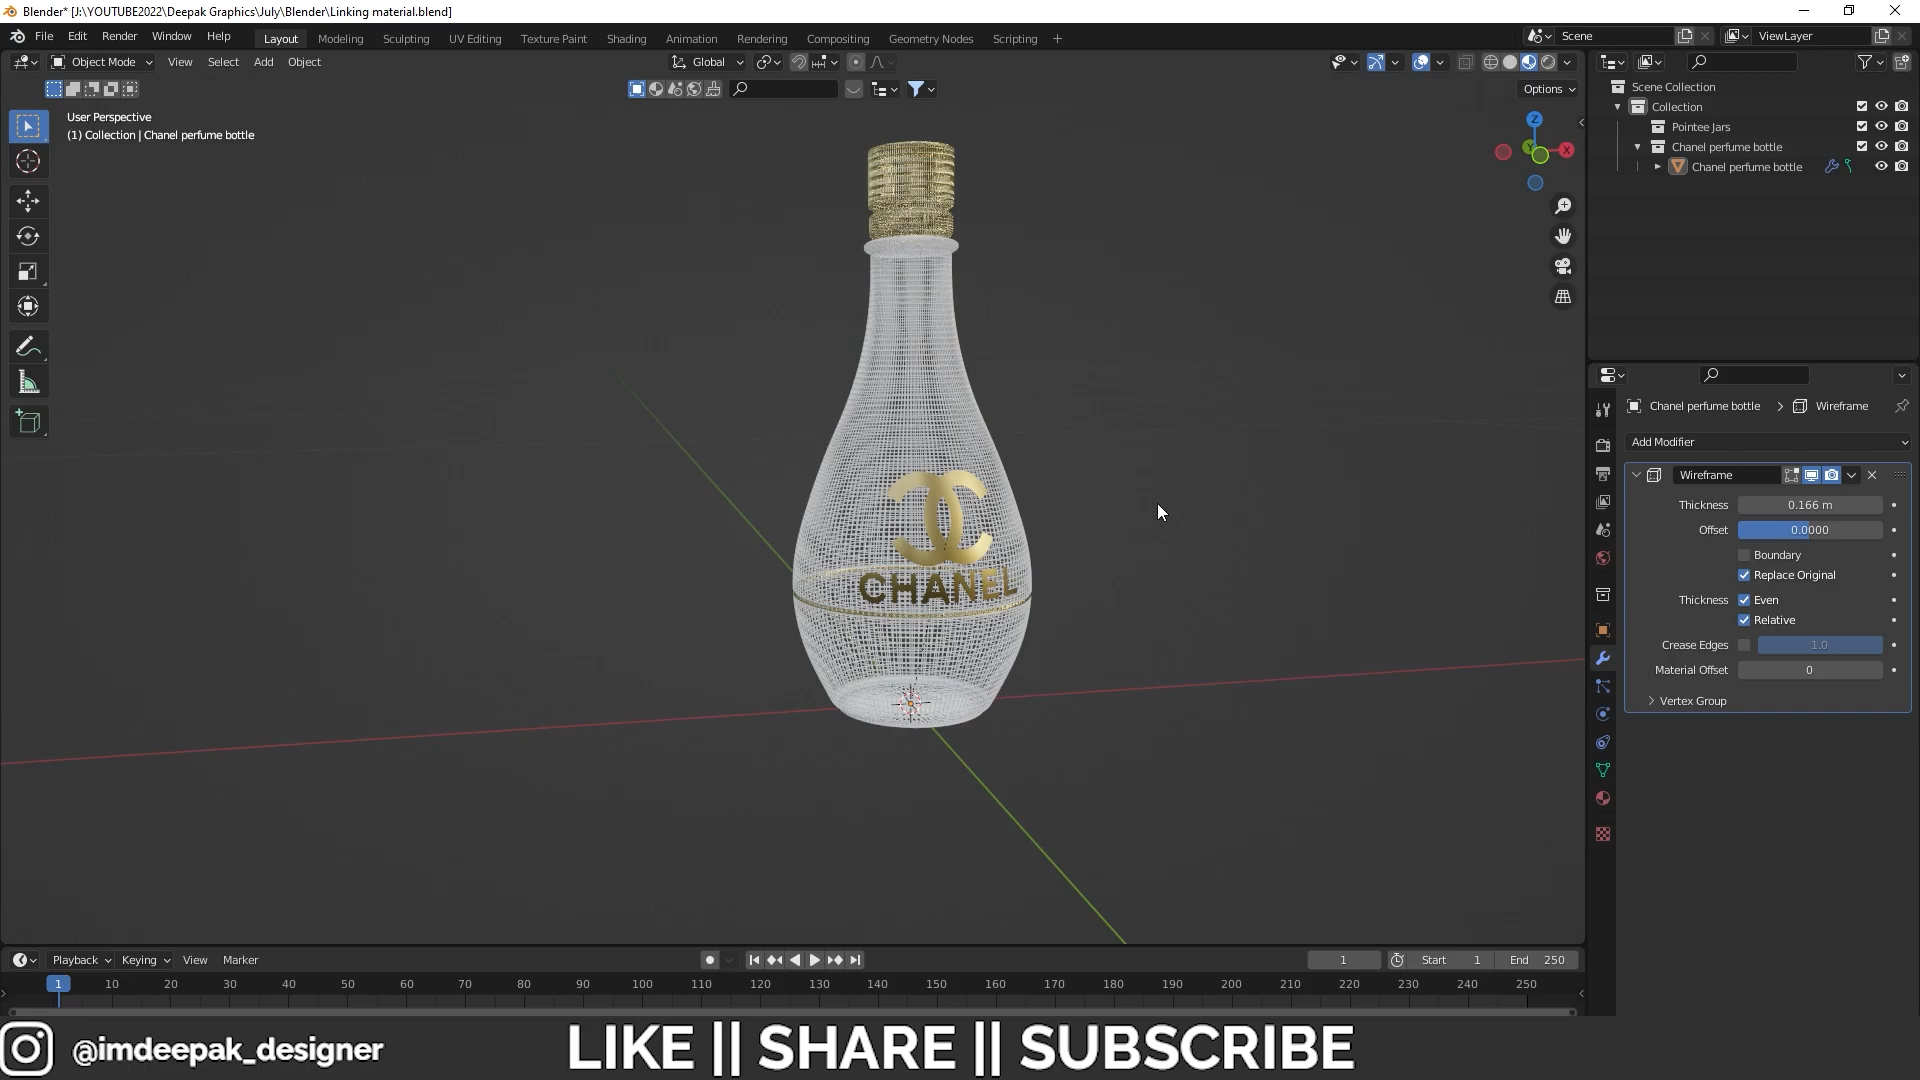 Blender* [J:\YOUTUBE2022\Deepak Graphics\July\Blender\Linking material.blend]
File Edit Render Window Help Layout Modeling Sculpting UV Editing Texture Paint Shading Animation Rendering Compositing Geometry Nodes Scripting + Scene ViewLayer
Object Mode View Select Add Object Global
Options
User Perspective
(1) Collection | Chanel perfume bottle
Z
Y
X
CHANEL
Scene Collection
Collection
Pointee Jars
Chanel perfume bottle
Chanel perfume bottle
Chanel perfume bottle > Wireframe
Add Modifier
Wireframe
Thickness 0.166 m
Offset 0.0000
Boundary
Replace Original
Thickness Even
Relative
Crease Edges 1.0
Material Offset 0
Vertex Group
Playback Keying View Marker 1 Start 1 End 250
1 10 20 30 40 50 60 70 80 90 100 110 120 130 140 150 160 170 180 190 200 210 220 230 240 250
@imdeepak_designer LIKE || SHARE || SUBSCRIBE